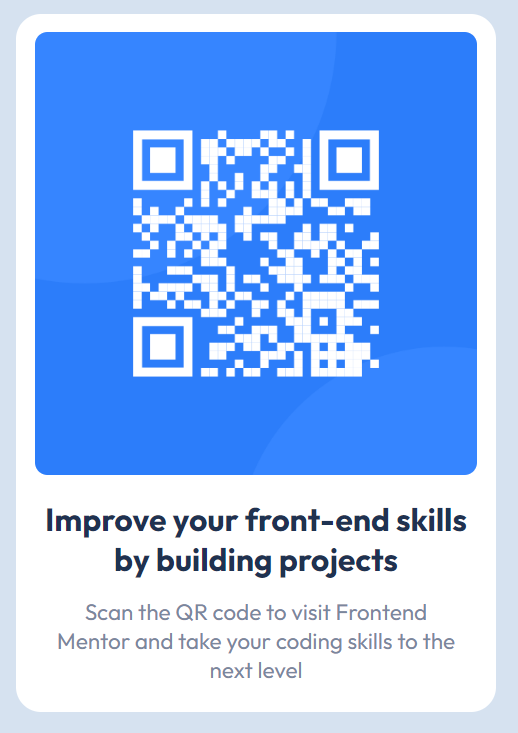 Improve your front-end skills
by building projects
Scan the QR code to visit Frontend
Mentor and take your coding skills to the
next level